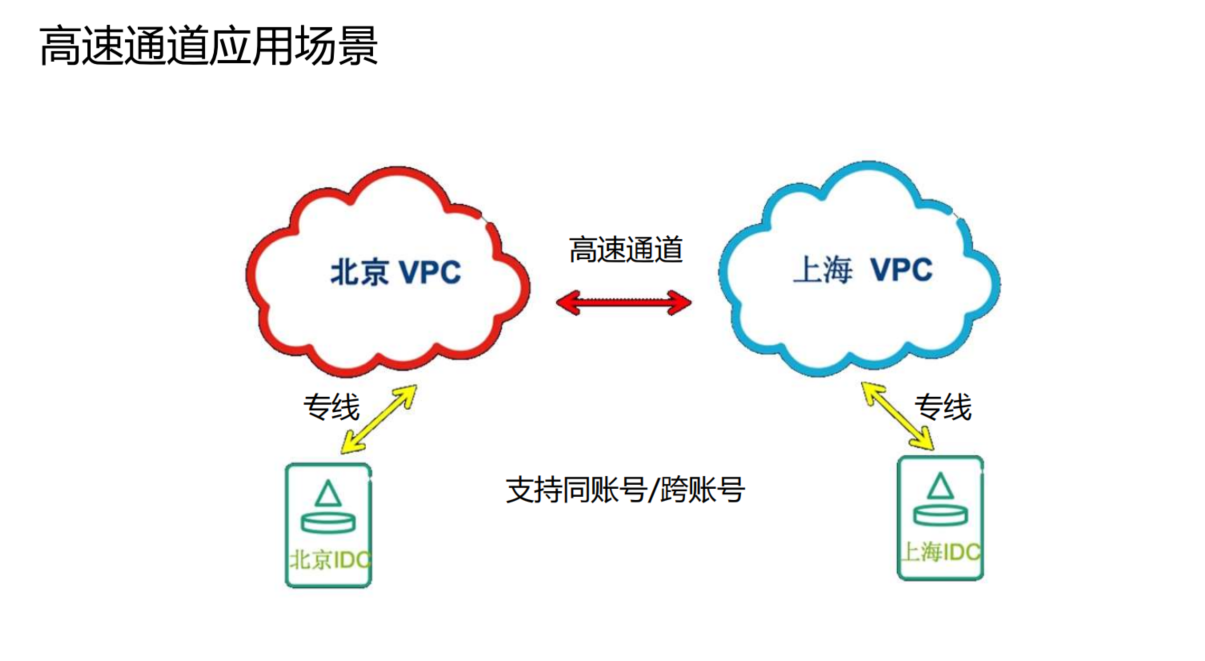 高速通道应用场景
高速通道
北京 VPC
上海 VPC
专线
专线
支持同账号/跨账号
北京IDC
上海IDC